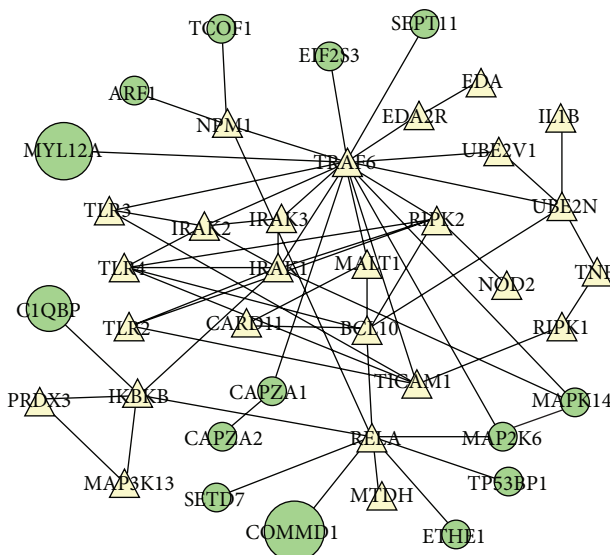 TCOF1
SEPT11
EIF2S3
EDA
ARF1
EDA2R
IL1B
NPM1
UBE2V1
MYL12A
TRAF6
TLR3
IRAK2
IRAK3
RIPK2
UBE2N
TLR4
IRAK1
MALT1
NOD2
TNF
C1QBP
TLR2
CARD11
BCL10
RIPK1
PRDX3
IKBKB
CAPZA1
TICAM1
MAPK14
CAPZA2
RELA
MAP2K6
MAP3K13
SETD7
MTDH
TP53BP1
COMMD1
ETHE1